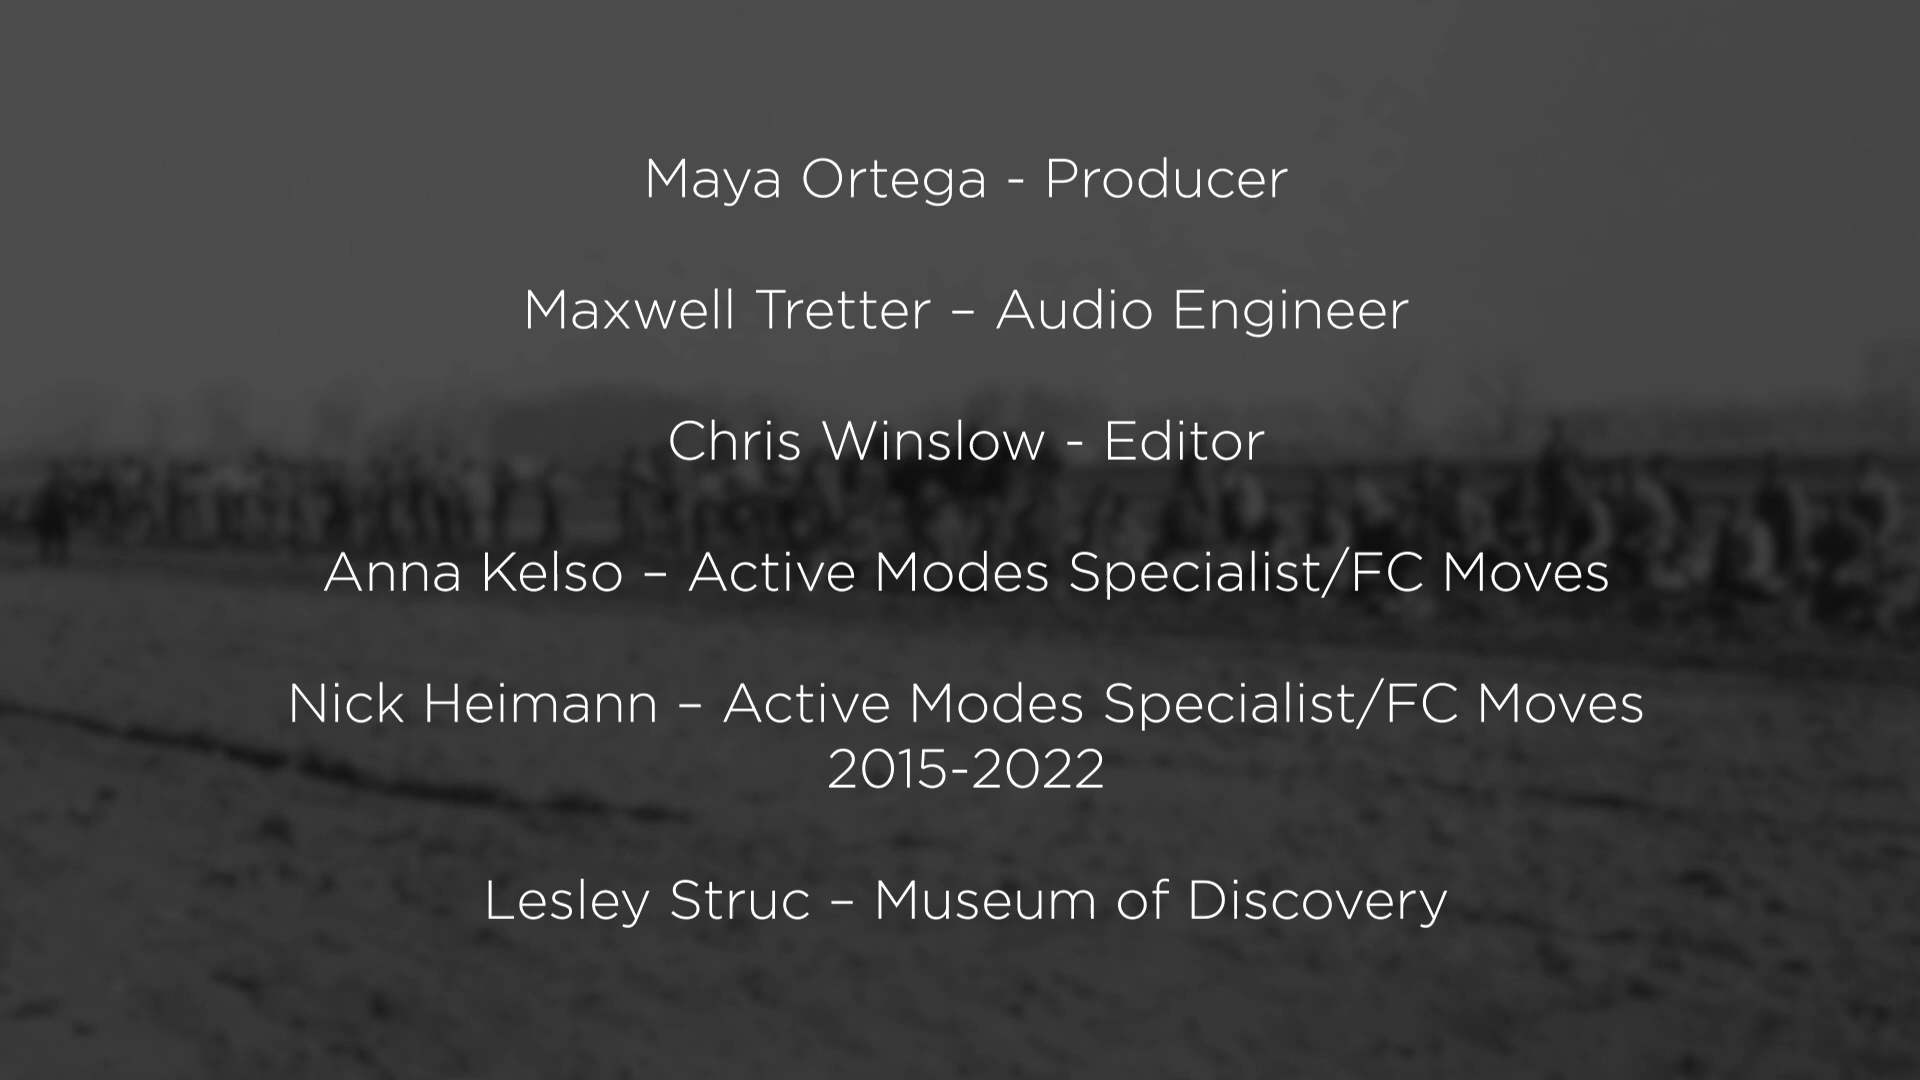 Maya Ortega - Producer
Maxwell Tretter – Audio Engineer
Chris Winslow - Editor
Anna Kelso – Active Modes Specialist/FC Moves
Nick Heimann – Active Modes Specialist/FC Moves
2015-2022
Lesley Struc – Museum of Discovery